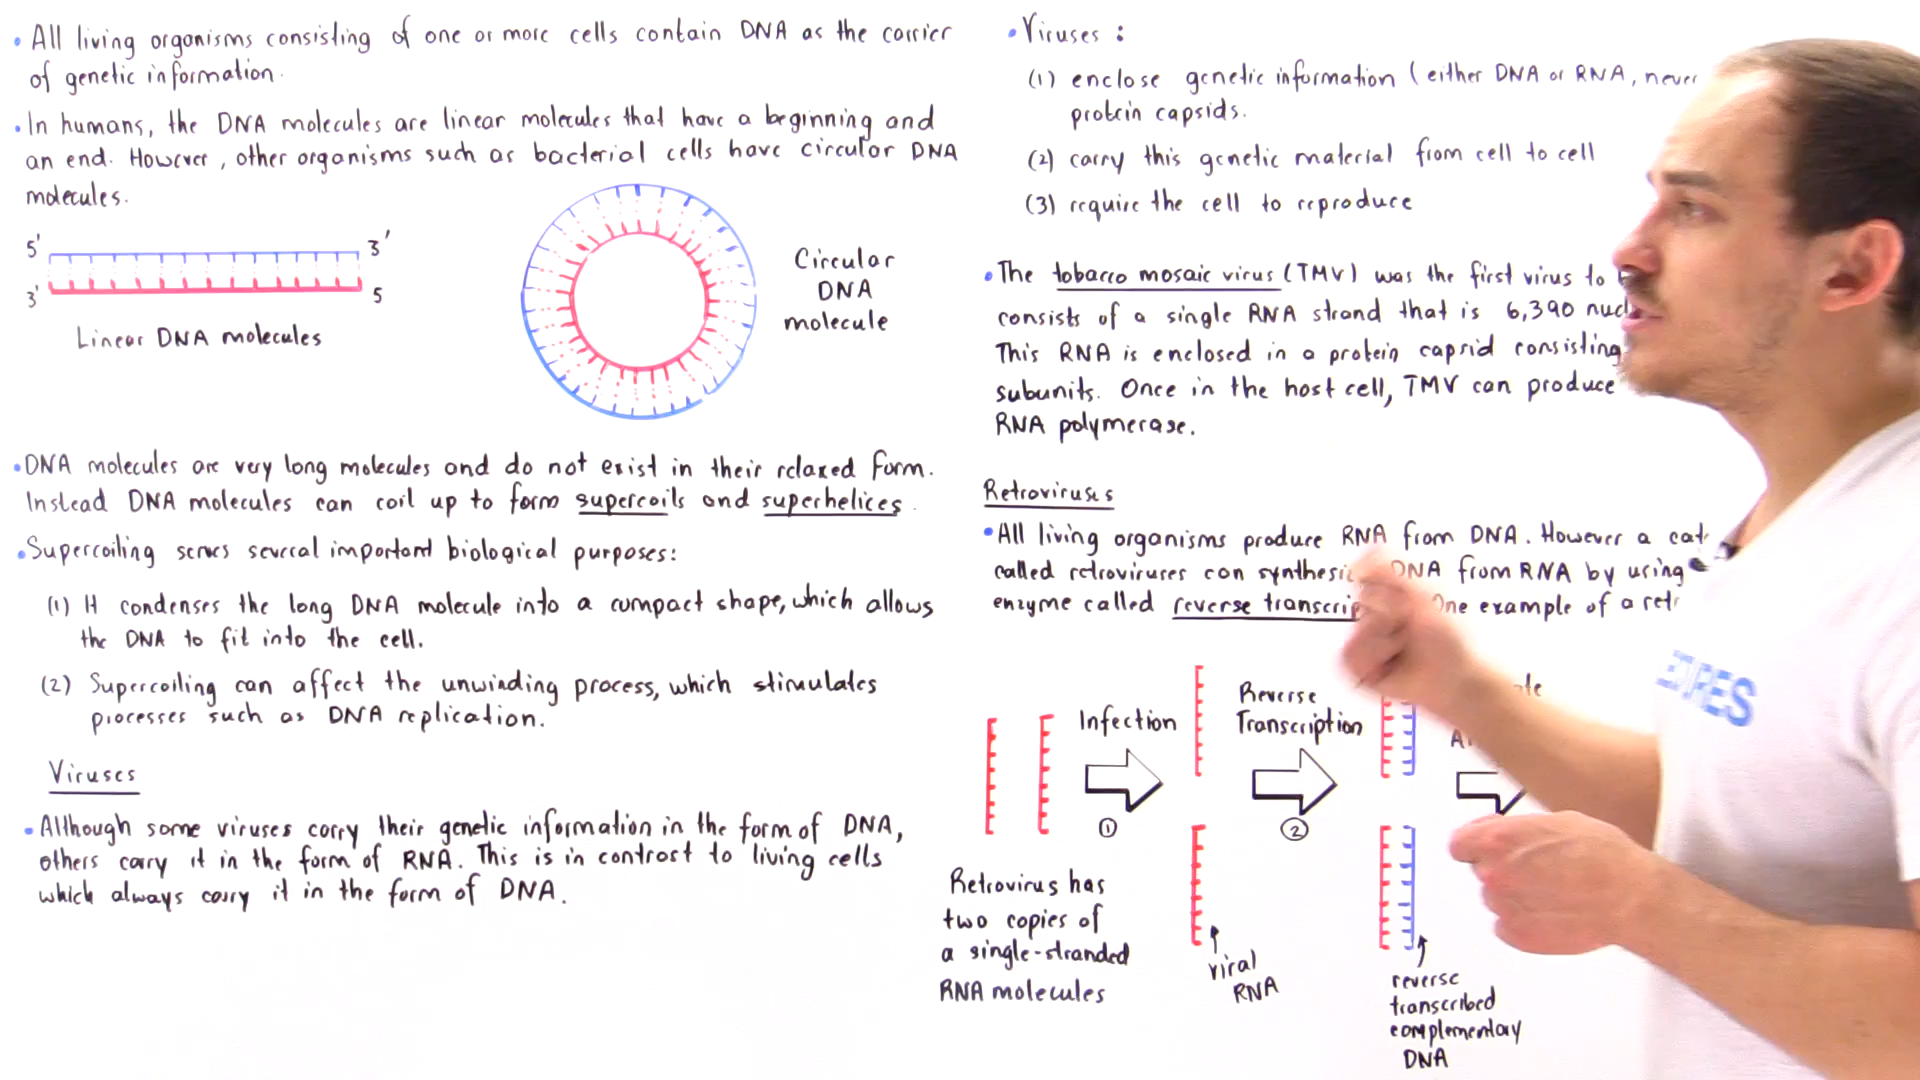 • All living organisms consisting of one or more cells contain DNA as the carrier
of genetic information.
• In humans, the DNA molecules are linear molecules that have a beginning and
an end. However, other organisms such as bacterial cells have circular DNA
molecules.
5' 3'
3' 5
Linear DNA molecules
Circular
DNA
molecule
• DNA molecules are very long molecules and do not exist in their relaxed form.
Instead DNA molecules can coil up to form supercoils and superhelices.
• Supercoiling serves several important biological purposes:
(1) It condenses the long DNA molecule into a compact shape, which allows
the DNA to fit into the cell.
(2) Supercoiling can affect the unwinding process, which stimulates
processes such as DNA replication.
Viruses
• Although some viruses carry their genetic information in the form of DNA,
others carry it in the form of RNA. This is in contrast to living cells
which always carry it in the form of DNA.
• Viruses:
(1) enclose genetic information (either DNA or RNA, never
protein capsids.
(2) carry this genetic material from cell to cell
(3) require the cell to reproduce
• The tobacco mosaic virus (TMV) was the first virus to
consists of a single RNA strand that is 6,390
This RNA is enclosed in a protein capsid consisting
subunits. Once in the host cell, TMV can produce
RNA polymerase.
Retroviruses
• All living organisms produce RNA from DNA. However a
called retroviruses can DNA from RNA by using
enzyme called reverse One example of a
Infection
①
Reverse
Transcription
②
Retrovirus has
two copies of
a single-stranded
RNA molecules
viral
RNA
reverse
transcribed
complementary
DNA